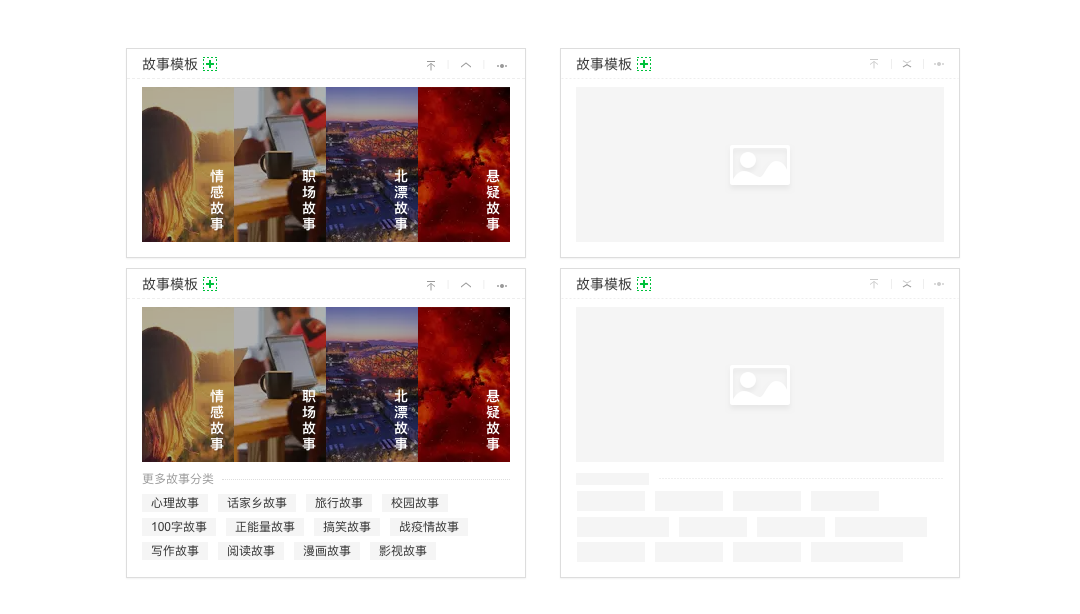 故事模板
故事模板
情感故事
职场故事
北漂故事
悬疑故事
故事模板
故事模板
情感故事
职场故事
北漂故事
悬疑故事
更多故事分类
心理故事 话家乡故事 旅行故事 校园故事
100字故事 正能量故事 搞笑故事 战疫情故事
写作故事 阅读故事 漫画故事 影视故事